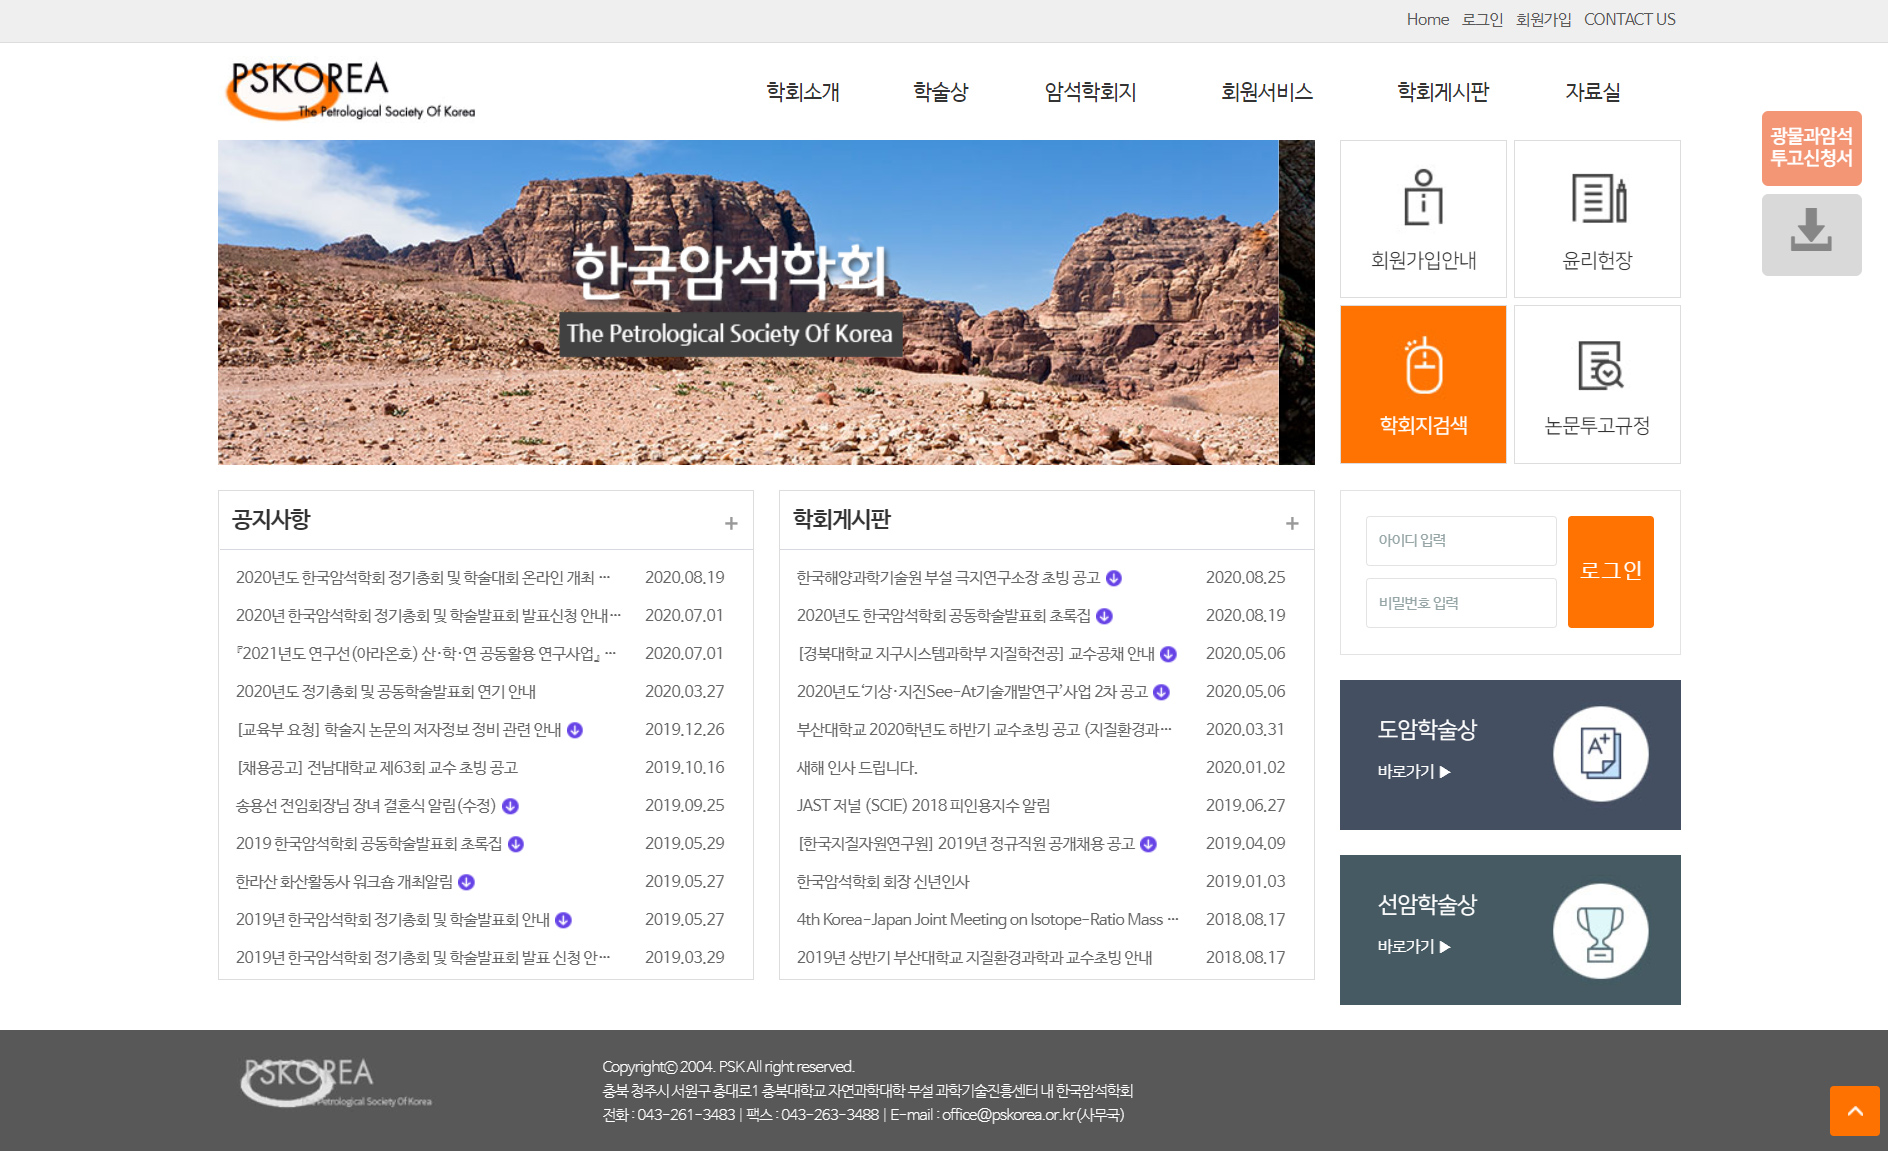 Home 로그인 회원가입 CONTACT US
PSKOREA
The Petrological Society Of Korea
학회소개 학술상 암석학회지 회원서비스 학회게시판 자료실
광물과암석
투고신청서
한국암석학회
The Petrological Society Of Korea
회원가입안내
윤리헌장
학회지검색
논문투고규정
공지사항 +
2020년도 한국암석학회 정기총회 및 학술대회 온라인 개최 … 2020.08.19
2020년 한국암석학회 정기총회 및 학술발표회 발표신청 안내… 2020.07.01
『2021년도 연구선(아라온호) 산·학·연 공동활용 연구사업』 … 2020.07.01
2020년도 정기총회 및 공동학술발표회 연기 안내 2020.03.27
[교육부 요청] 학술지 논문의 저자정보 정비 관련 안내 2019.12.26
[채용공고] 전남대학교 제63회 교수 초빙 공고 2019.10.16
송용선 전임회장님 장녀 결혼식 알림(수정) 2019.09.25
2019 한국암석학회 공동학술발표회 초록집 2019.05.29
한라산 화산활동사 워크숍 개최알림 2019.05.27
2019년 한국암석학회 정기총회 및 학술발표회 안내 2019.05.27
2019년 한국암석학회 정기총회 및 학술발표회 발표 신청 안… 2019.03.29
학회게시판 +
한국해양과학기술원 부설 극지연구소장 초빙 공고 2020.08.25
2020년도 한국암석학회 공동학술발표회 초록집 2020.08.19
[경북대학교 지구시스템과학부 지질학전공] 교수공채 안내 2020.05.06
2020년도 ‘기상·지진See-At기술개발연구’ 사업 2차 공고 2020.05.06
부산대학교 2020학년도 하반기 교수초빙 공고 (지질환경과… 2020.03.31
새해 인사 드립니다. 2020.01.02
JAST 저널 (SCIE) 2018 피인용지수 알림 2019.06.27
[한국지질자원연구원] 2019년 정규직원 공개채용 공고 2019.04.09
한국암석학회 회장 신년인사 2019.01.03
4th Korea-Japan Joint Meeting on Isotope-Ratio Mass … 2018.08.17
2019년 상반기 부산대학교 지질환경과학과 교수초빙 안내 2018.08.17
아이디 입력
비밀번호 입력
로그인
도암학술상
바로가기 ▶
A+
선암학술상
바로가기 ▶
PSKOREA
The Petrological Society Of Korea
Copyright© 2004. PSK All right reserved.
충북 청주시 서원구 충대로1 충북대학교 자연과학대학 부설 과학기술진흥센터 내 한국암석학회
전화 : 043-261-3483 | 팩스 : 043-263-3488 | E-mail : office@pskorea.or.kr(사무국)